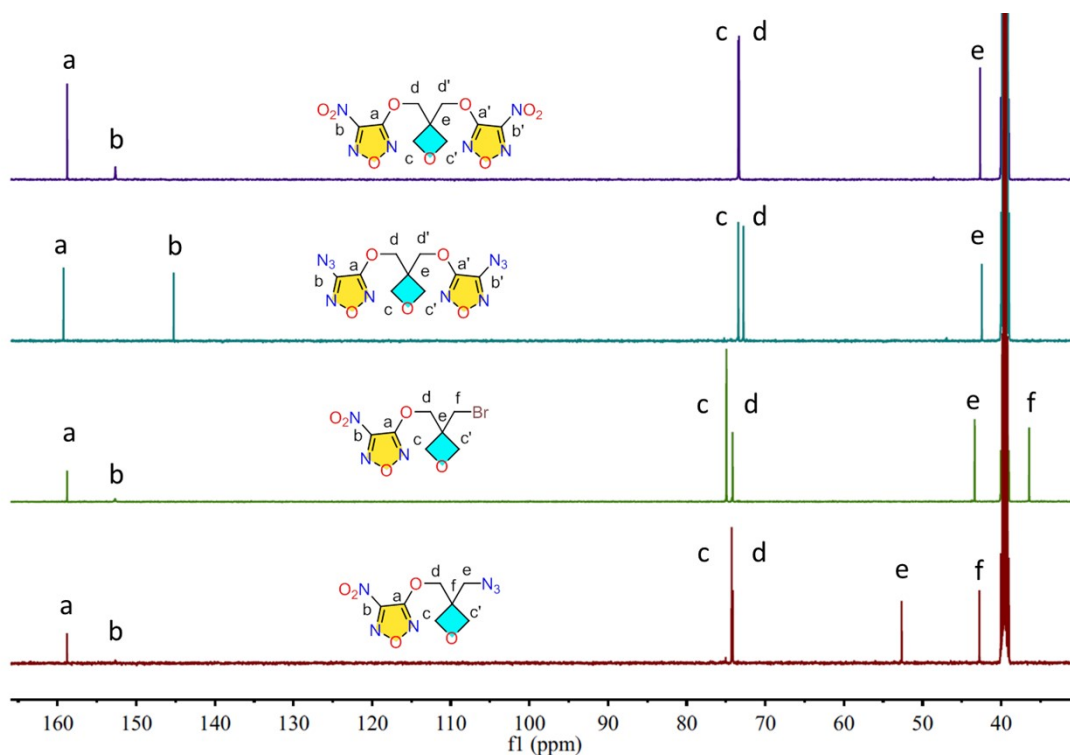 a b c d e
O₂N NO₂
O O
d d'
a e a'
b b'
N O N c O c' N O N
a b c d e
N₃ N₃
O O
d d'
a e a'
b b'
N O N c O c' N O N
a b c d e f
O₂N O Br
d f
a e
b c c'
N O N O
a b c d e f
O₂N O N₃
d e
a f
b c c'
N O N O
160 150 140 130 120 110 100 90 80 70 60 50 40
f1 (ppm)